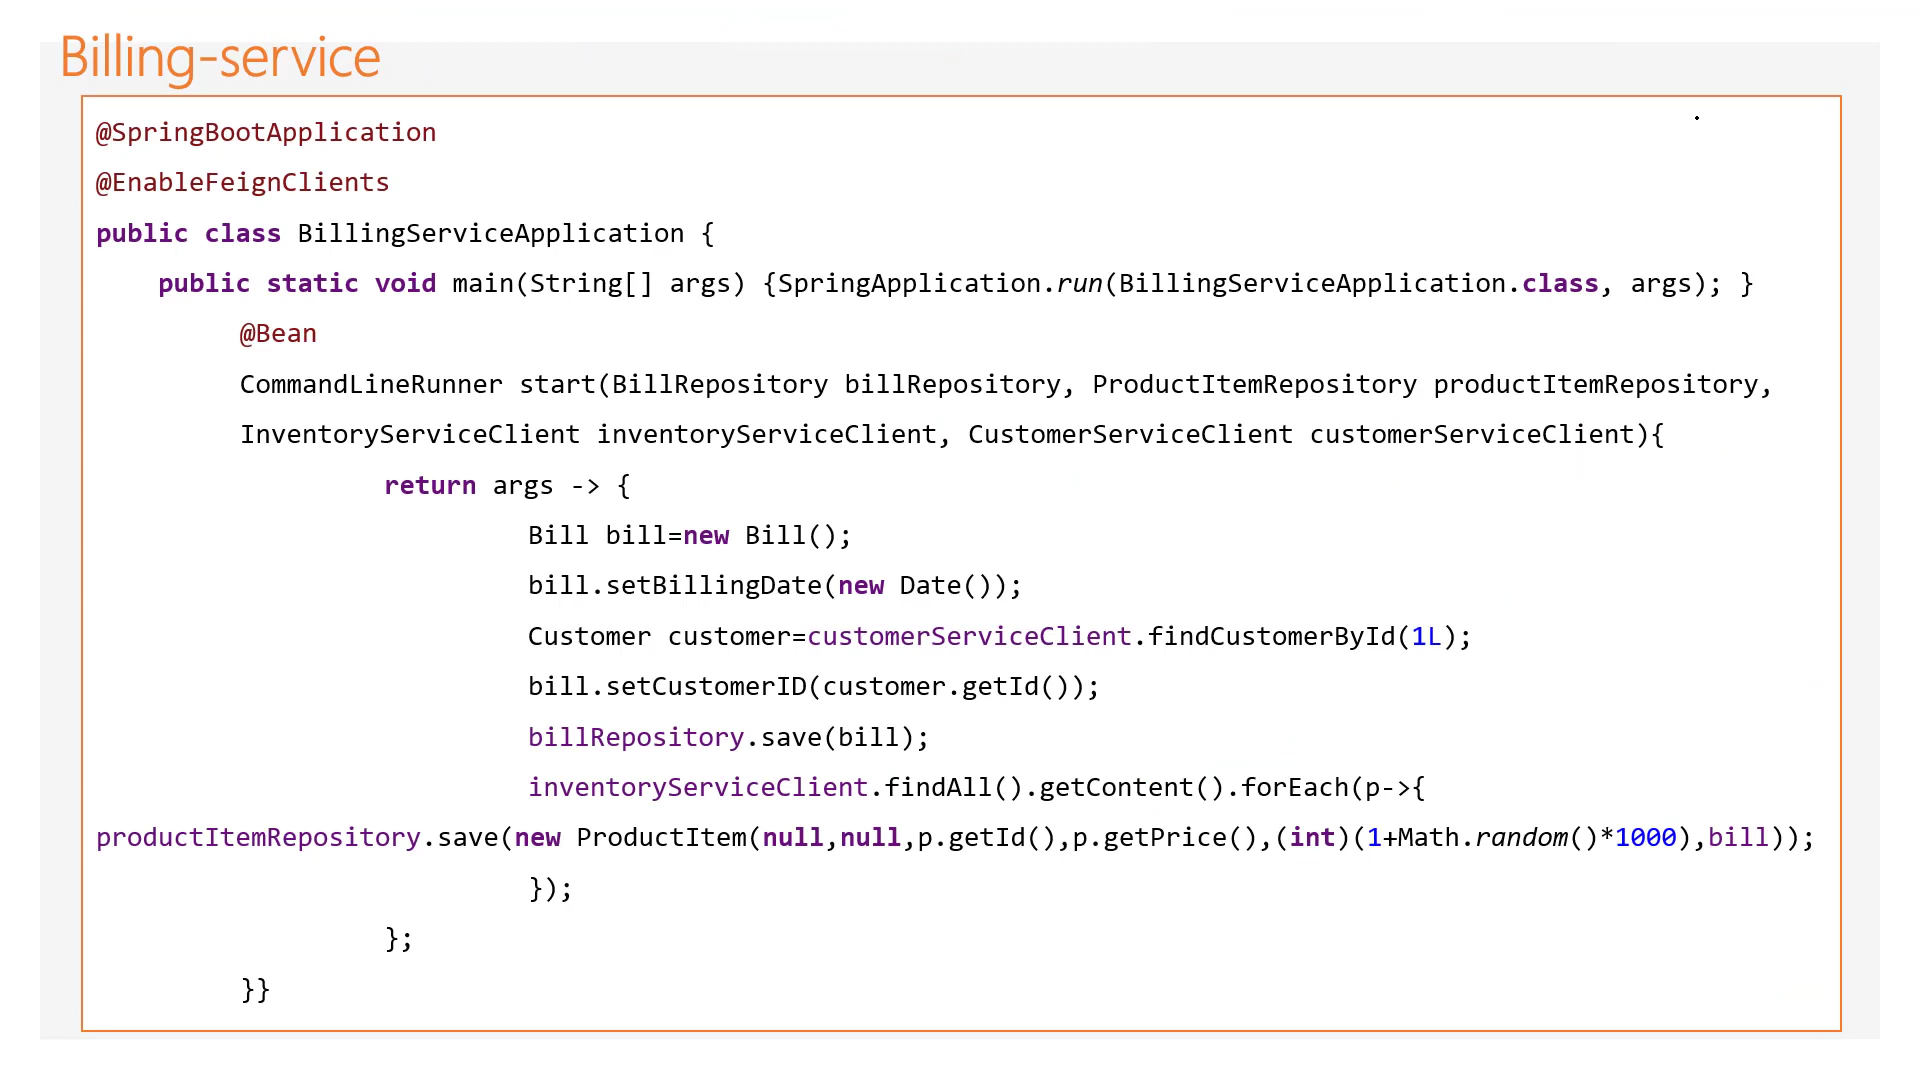 Billing-service
@SpringBootApplication
@EnableFeignClients
public class BillingServiceApplication {
public static void main(String[] args) {SpringApplication.run(BillingServiceApplication.class, args); }
@Bean
CommandLineRunner start(BillRepository billRepository, ProductItemRepository productItemRepository,
InventoryServiceClient inventoryServiceClient, CustomerServiceClient customerServiceClient){
return args -> {
Bill bill=new Bill();
bill.setBillingDate(new Date());
Customer customer=customerServiceClient.findCustomerById(1L);
bill.setCustomerID(customer.getId());
billRepository.save(bill);
inventoryServiceClient.findAll().getContent().forEach(p->{
productItemRepository.save(new ProductItem(null,null,p.getId(),p.getPrice(),(int)(1+Math.random()*1000),bill));
});
};
}}